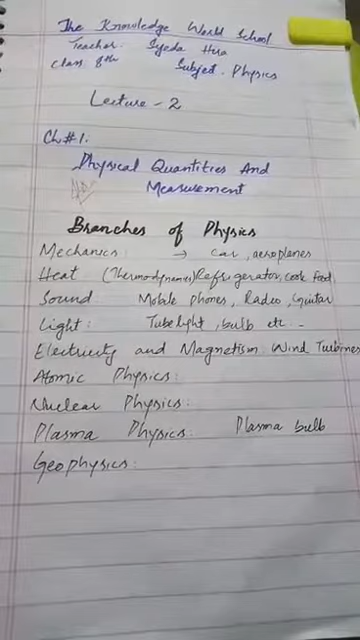 The Knowledge World School
Teacher. Syeda Hira
Class 8th Subject. Physics
Lecture - 2
Ch#1:
Physical Quantities And
Measurement
Branches of Physics
Mechanics: → car, aeroplanes
Heat (Thermodynamics) Refrigerator, cook food,
Sound Mobile phones, Radio, Guitar
Light: Tubelight, bulb etc -
Electricity and Magnetism Wind Turbines
Atomic Physics:
Nuclear Physics:
Plasma Physics: Plasma bulb
Geophysics: